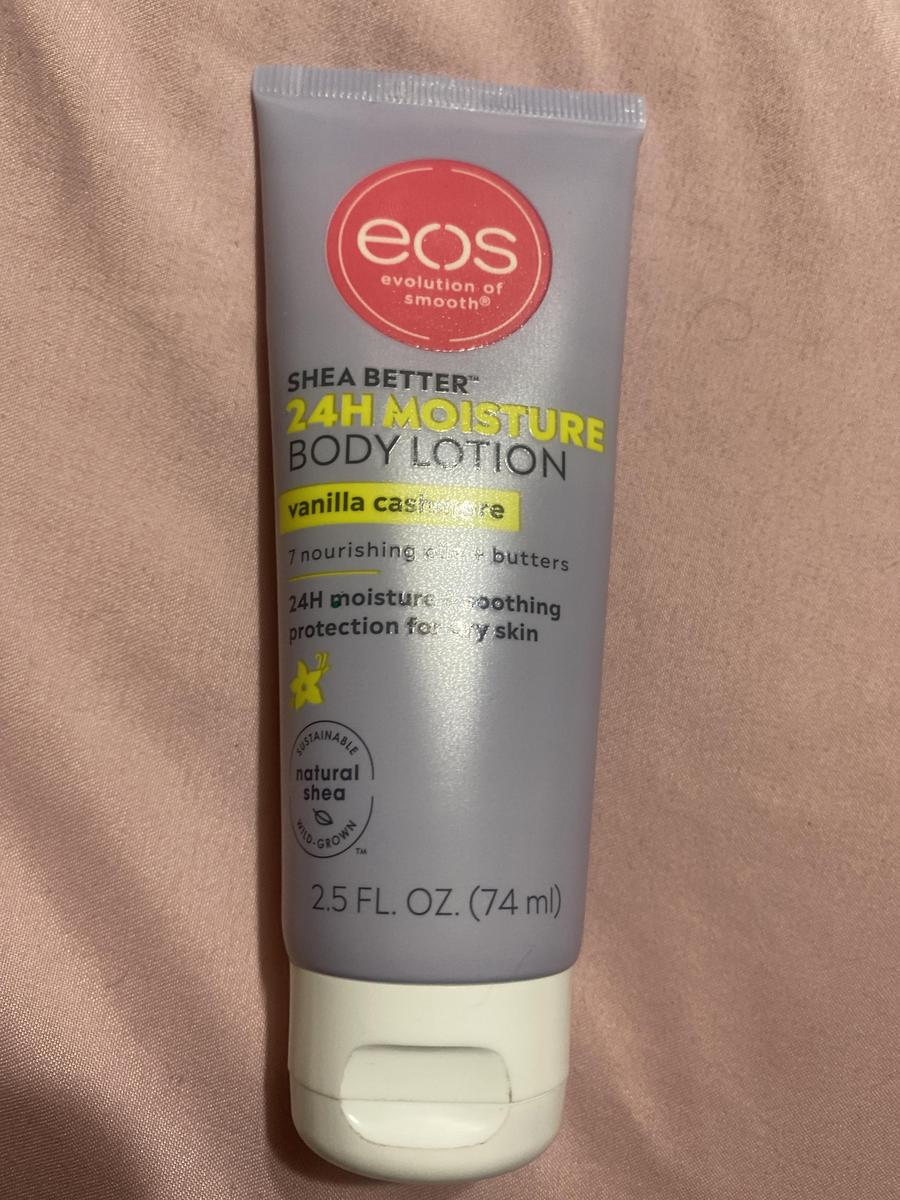 eos
evolution of
smooth®
SHEA BETTER™
24H MOISTURE
BODY LOTION
vanilla cashmere
7 nourishing oils + butters
24H moisture soothing
protection for dry skin
SUSTAINABLE
natural
shea
WILD-GROWN
™
2.5 FL. OZ. (74 ml)